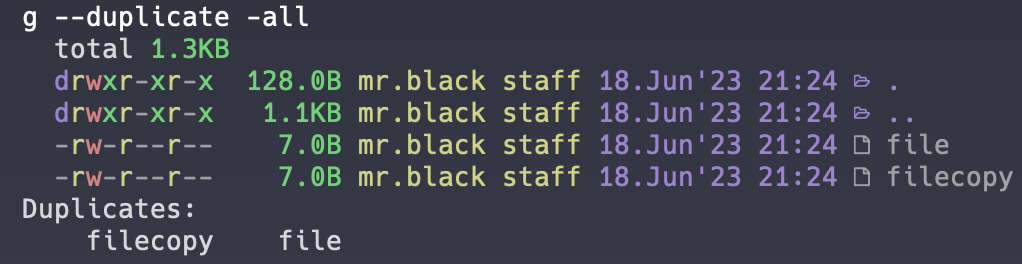 g --duplicate -all
total 1.3KB
drwxr-xr-x 128.0B mr.black staff 18.Jun'23 21:24 .
drwxr-xr-x 1.1KB mr.black staff 18.Jun'23 21:24 ..
-rw-r--r-- 7.0B mr.black staff 18.Jun'23 21:24 file
-rw-r--r-- 7.0B mr.black staff 18.Jun'23 21:24 filecopy
Duplicates:
filecopy file